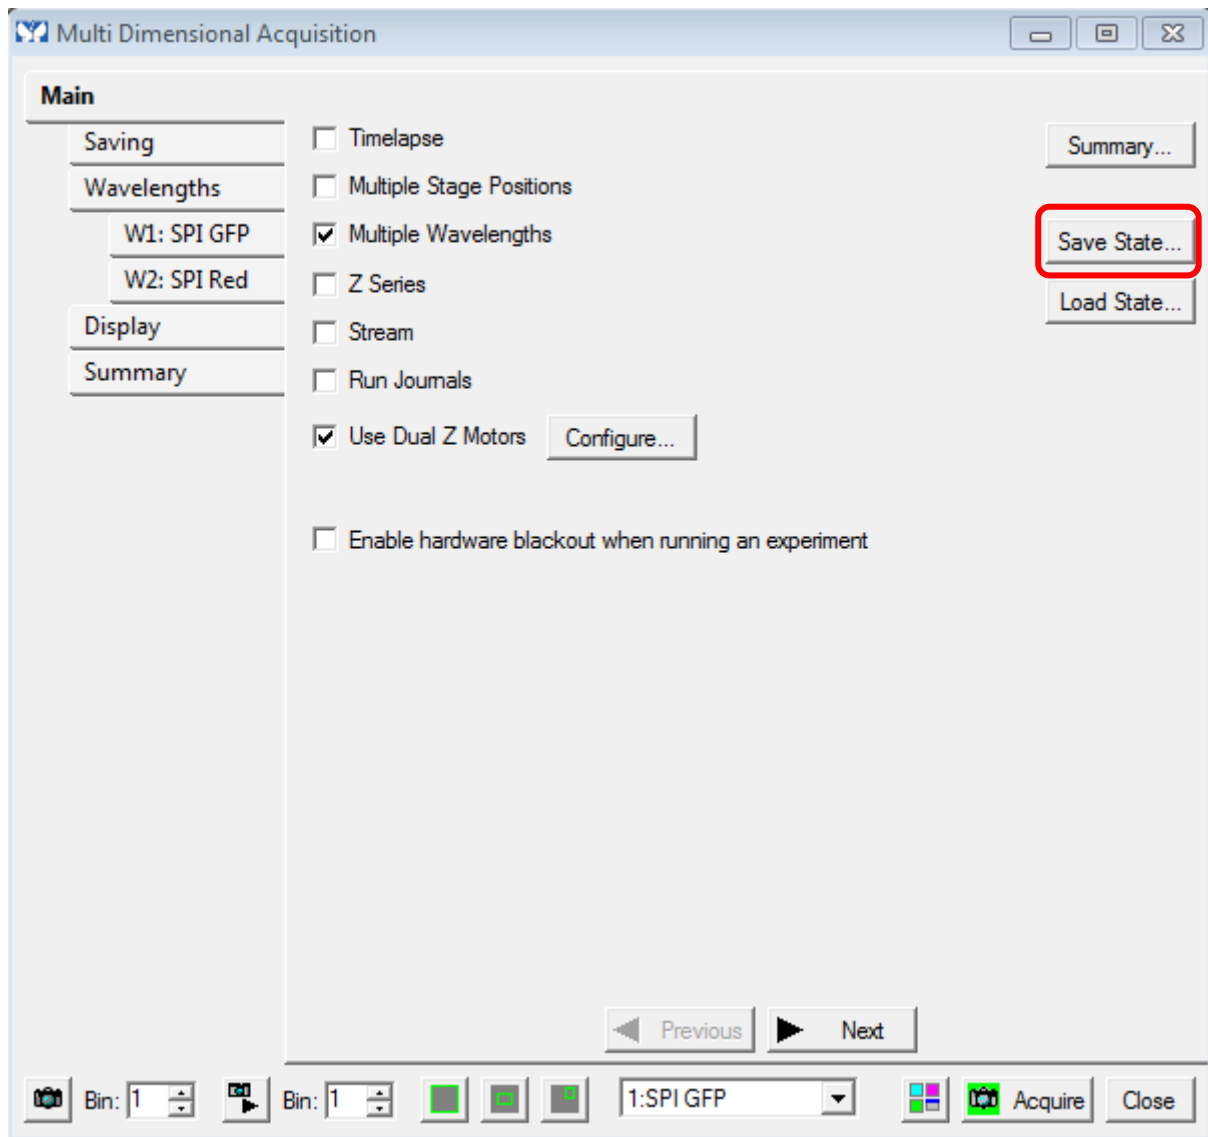 Multi Dimensional Acquisition
Main
Saving
Wavelengths
W1: SPI GFP
W2: SPI Red
Display
Summary
Timelapse
Multiple Stage Positions
Multiple Wavelengths
Z Series
Stream
Run Journals
Use Dual Z Motors
Configure...
Enable hardware blackout when running an experiment
Summary...
Save State...
Load State...
Previous
Next
Bin: 1
Bin: 1
1:SPI GFP
Acquire
Close